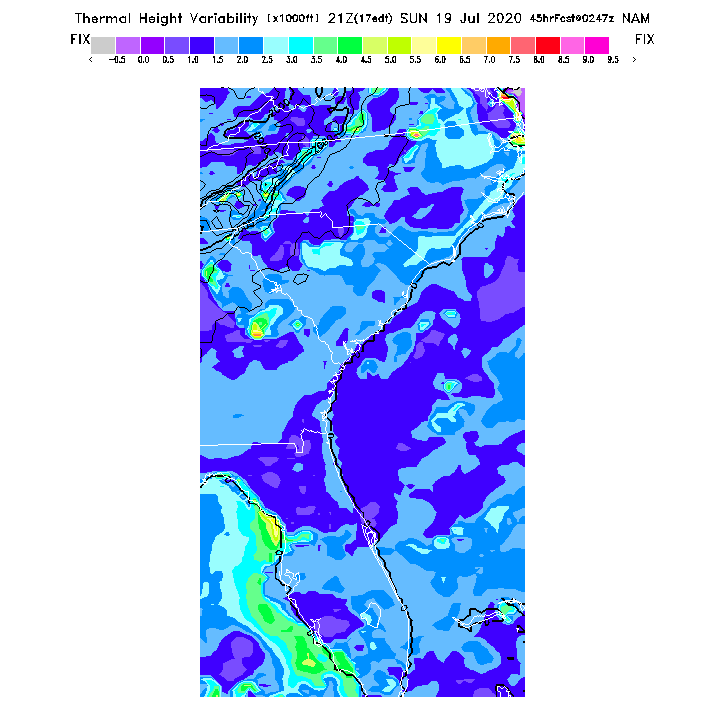 Thermal Height Variability [x1000ft] 21Z(17edt) SUN 19 Jul 2020 45hrFcst@0247z NAM
FIX FIX
< -0.5 0.0 0.5 1.0 1.5 2.0 2.5 3.0 3.5 4.0 4.5 5.0 5.5 6.0 6.5 7.0 7.5 8.0 8.5 9.0 9.5 >